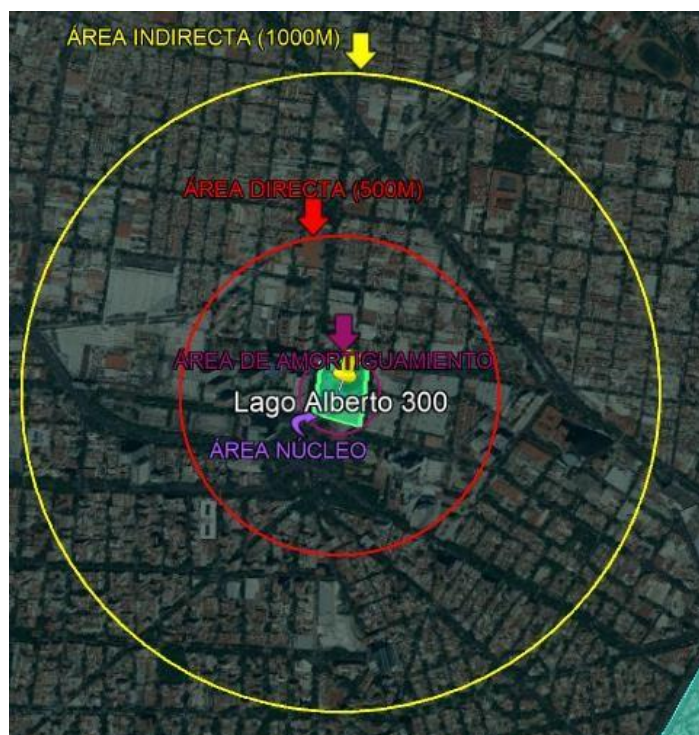 ÁREA INDIRECTA (1000M)
ÁREA DIRECTA (500M)
ÁREA DE AMORTIGUAMIENTO
Lago Alberto 300
ÁREA NÚCLEO